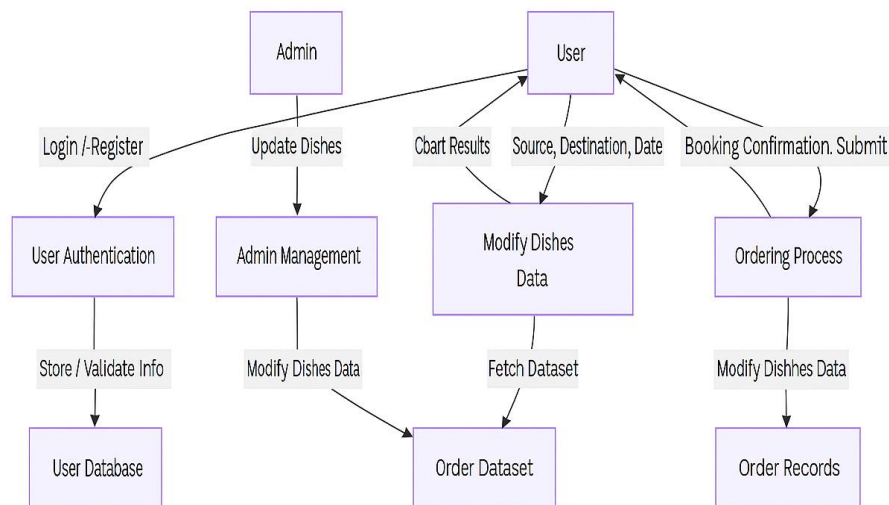 Admin
User
Login /-Register
Update Dishes
Cbart Results
Source, Destination, Date
Booking Confirmation. Submit
User Authentication
Admin Management
Modify Dishes
Data
Ordering Process
Store / Validate Info
Modify Dishes Data
Fetch Dataset
Modify Dishhes Data
User Database
Order Dataset
Order Records